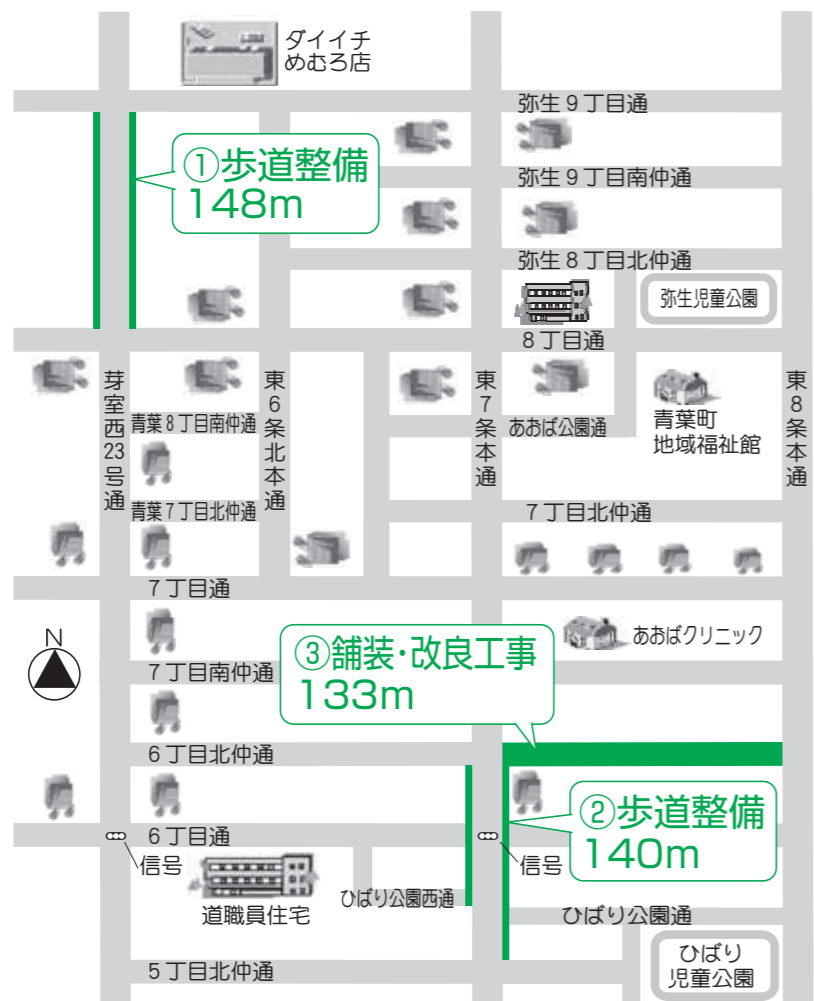 ダイイチ
めむろ店
弥生9丁目通
①歩道整備
148m
弥生9丁目南仲通
弥生8丁目北仲通
弥生児童公園
8丁目通
芽室西23号通
東6条北本通
東7条本通
東8条本通
青葉8丁目南仲通
あおば公園通
青葉町
地域福祉館
青葉7丁目北仲通
7丁目北仲通
7丁目通
N
③舗装・改良工事
133m
あおばクリニック
7丁目南仲通
6丁目北仲通
②歩道整備
140m
6丁目通
信号
信号
道職員住宅
ひばり公園西通
ひばり公園通
ひばり
児童公園
5丁目北仲通